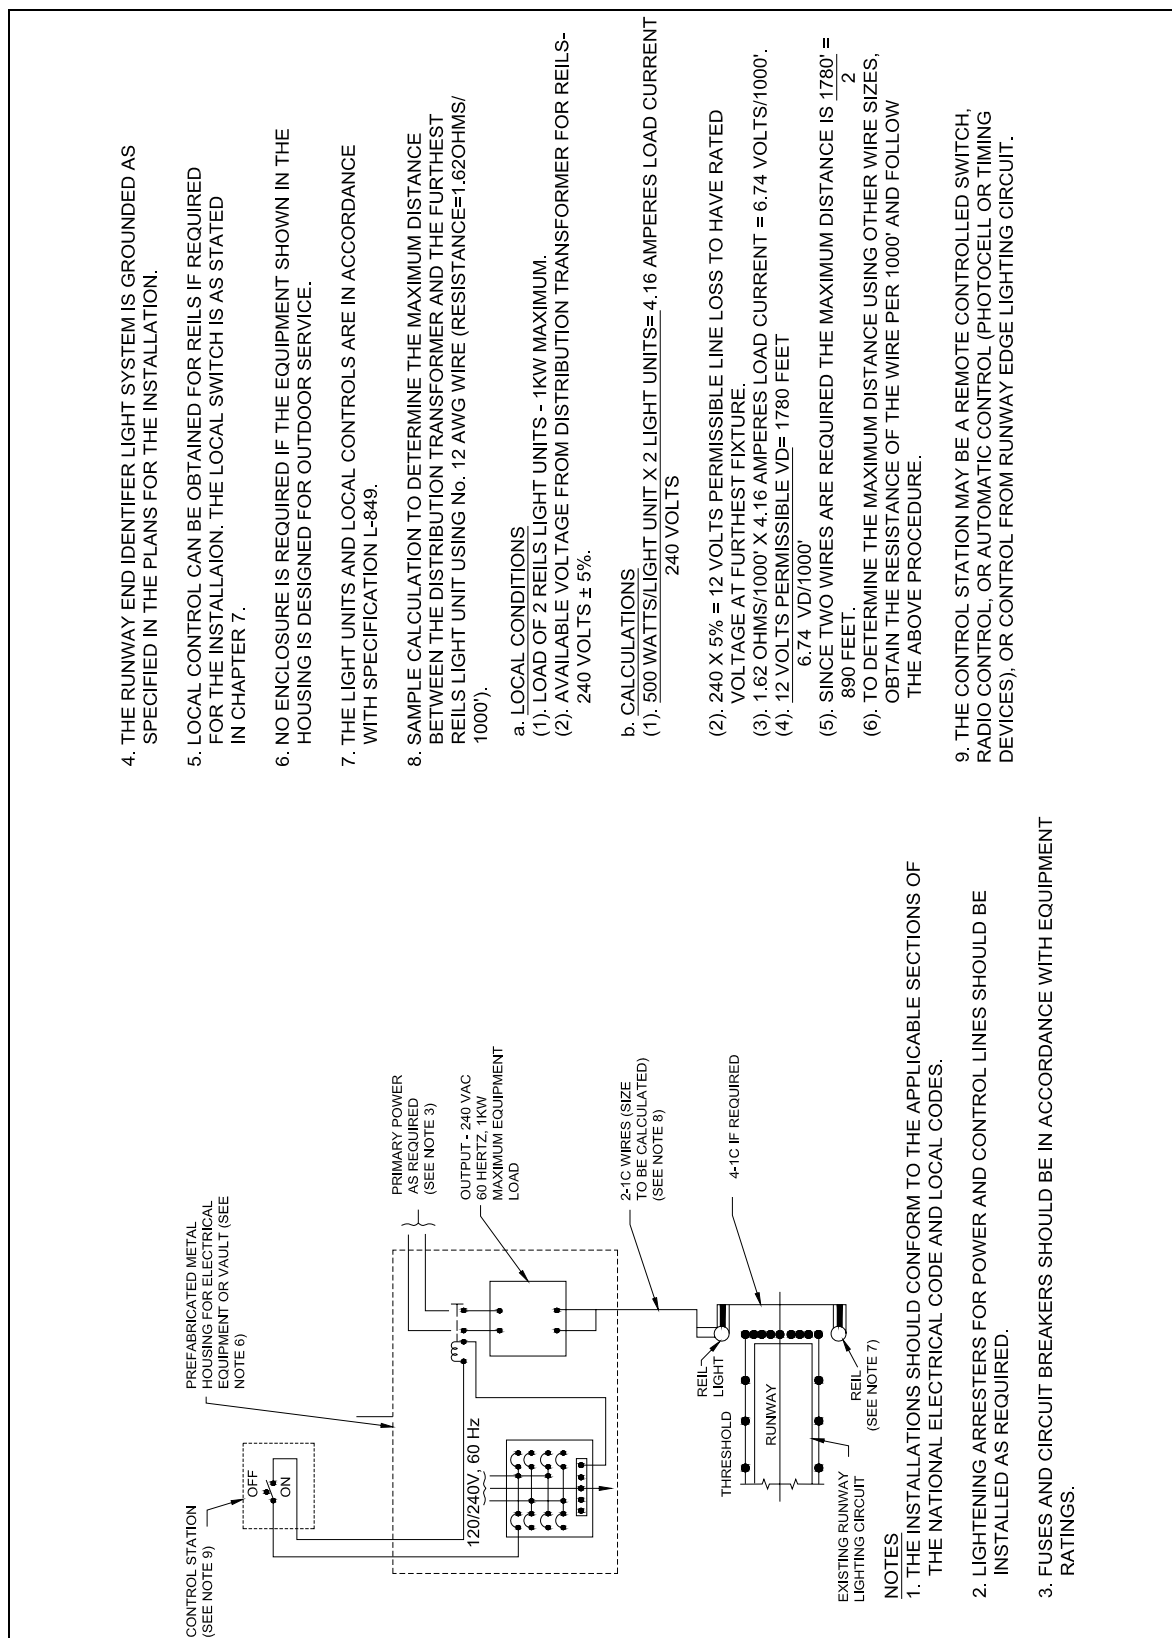 CONTROL STATION
(SEE NOTE 9)
OFF
ON
PREFABRICATED METAL
HOUSING FOR ELECTRICAL
EQUIPMENT OR VAULT (SEE
NOTE 6)
120/240V, 60 Hz
PRIMARY POWER
AS REQUIRED
(SEE NOTE 3)
OUTPUT - 240 VAC
60 HERTZ, 1KW
MAXIMUM EQUIPMENT
LOAD
2-1C WIRES (SIZE
TO BE CALCULATED)
(SEE NOTE 8)
4-1C IF REQUIRED
REIL
LIGHT
THRESHOLD
RUNWAY
REIL
(SEE NOTE 7)
EXISTING RUNWAY
LIGHTING CIRCUIT
NOTES
1. THE INSTALLATIONS SHOULD CONFORM TO THE APPLICABLE SECTIONS OF
THE NATIONAL ELECTRICAL CODE AND LOCAL CODES.
2. LIGHTENING ARRESTERS FOR POWER AND CONTROL LINES SHOULD BE
INSTALLED AS REQUIRED.
3. FUSES AND CIRCUIT BREAKERS SHOULD BE IN ACCORDANCE WITH EQUIPMENT
RATINGS.
4. THE RUNWAY END IDENTIFER LIGHT SYSTEM IS GROUNDED AS
SPECIFIED IN THE PLANS FOR THE INSTALLATION.
5. LOCAL CONTROL CAN BE OBTAINED FOR REILS IF REQUIRED
FOR THE INSTALLAION. THE LOCAL SWITCH IS AS STATED
IN CHAPTER 7.
6. NO ENCLOSURE IS REQUIRED IF THE EQUIPMENT SHOWN IN THE
HOUSING IS DESIGNED FOR OUTDOOR SERVICE.
7. THE LIGHT UNITS AND LOCAL CONTROLS ARE IN ACCORDANCE
WITH SPECIFICATION L-849.
8. SAMPLE CALCULATION TO DETERMINE THE MAXIMUM DISTANCE
BETWEEN THE DISTRIBUTION TRANSFORMER AND THE FURTHEST
REILS LIGHT UNIT USING No. 12 AWG WIRE (RESISTANCE=1.62OHMS/
1000').
a. LOCAL CONDITIONS
(1). LOAD OF 2 REILS LIGHT UNITS - 1KW MAXIMUM.
(2). AVAILABLE VOLTAGE FROM DISTRIBUTION TRANSFORMER FOR REILS-
240 VOLTS ± 5%.
b. CALCULATIONS
(1). 500 WATTS/LIGHT UNIT X 2 LIGHT UNITS= 4.16 AMPERES LOAD CURRENT
240 VOLTS
(2). 240 X 5% = 12 VOLTS PERMISSIBLE LINE LOSS TO HAVE RATED
VOLTAGE AT FURTHEST FIXTURE.
(3). 1.62 OHMS/1000' X 4.16 AMPERES LOAD CURRENT = 6.74 VOLTS/1000'.
(4). 12 VOLTS PERMISSIBLE VD= 1780 FEET
6.74 VD/1000'
(5). SINCE TWO WIRES ARE REQUIRED THE MAXIMUM DISTANCE IS 1780' =
2
890 FEET.
(6). TO DETERMINE THE MAXIMUM DISTANCE USING OTHER WIRE SIZES,
OBTAIN THE RESISTANCE OF THE WIRE PER 1000' AND FOLLOW
THE ABOVE PROCEDURE.
9. THE CONTROL STATION MAY BE A REMOTE CONTROLLED SWITCH,
RADIO CONTROL, OR AUTOMATIC CONTROL (PHOTOCELL OR TIMING
DEVICES), OR CONTROL FROM RUNWAY EDGE LIGHTING CIRCUIT.